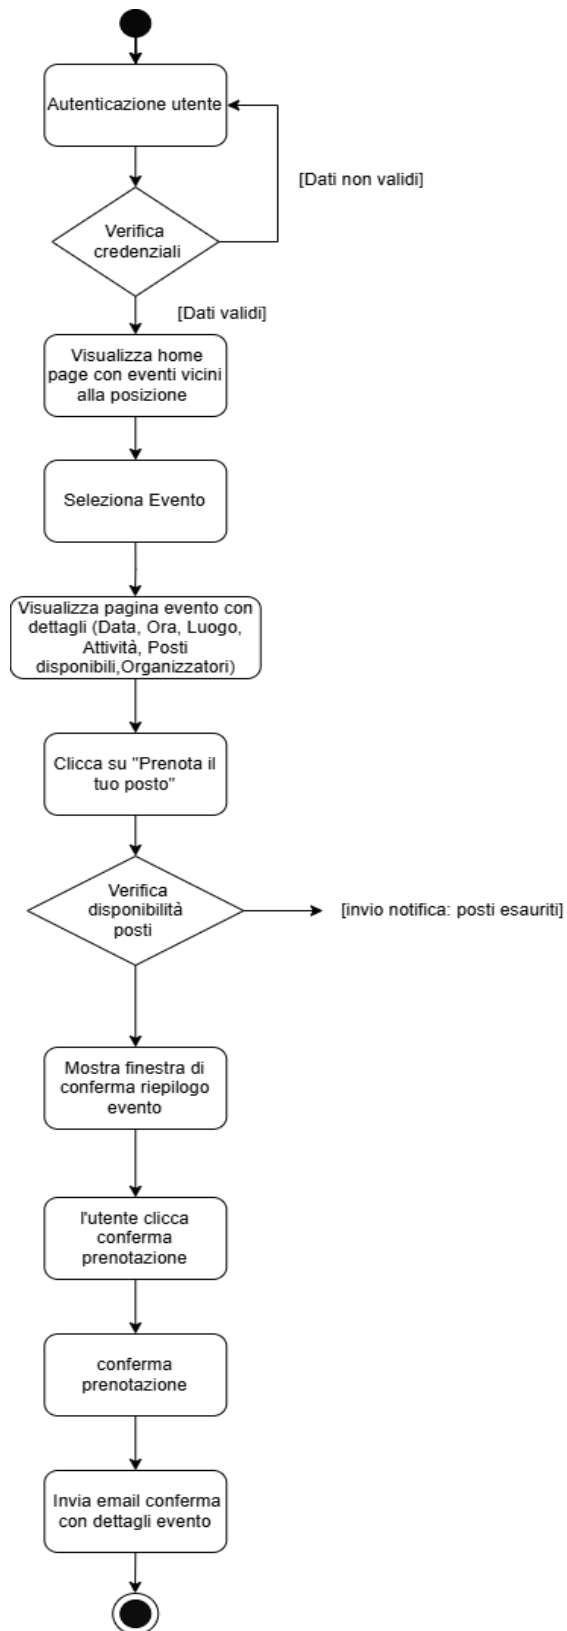 Autenticazione utente
[Dati non validi]
Verifica
credenziali
[Dati validi]
Visualizza home
page con eventi vicini
alla posizione
Seleziona Evento
Visualizza pagina evento con
dettagli (Data, Ora, Luogo,
Attività, Posti
disponibili,Organizzatori)
Clicca su "Prenota il
tuo posto"
Verifica
disponibilità
posti
[invio notifica: posti esauriti]
Mostra finestra di
conferma riepilogo
evento
l'utente clicca
conferma
prenotazione
conferma
prenotazione
Invia email conferma
con dettagli evento